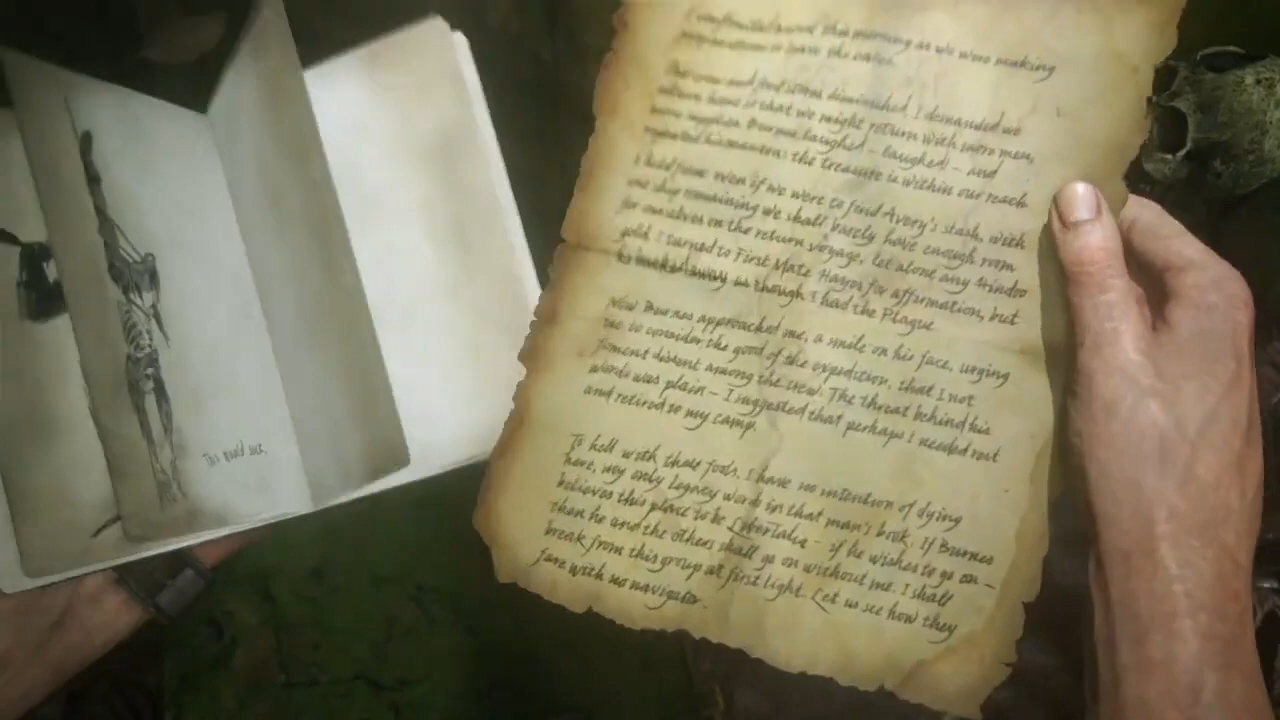 This would suck.
I confronted Burnes this morning as we were making
preparations to leave the caves.
Our crew and food stores diminished, I demanded we
return home so that we might return with more men,
more supplies. Burnes laughed – laughed! – and
repeated his mantra: the treasure is within our reach.
I held june even if we were to find Avery's stash, with
one ship remaining we shall barely have enough room
for ourselves on the return voyage, let alone any Hindoo
gold. I turned to First Mate Hayes for affirmation, but
he backed away as though I had the Plague
Now Burnes approached me, a smile on his face, urging
me to consider the good of the expedition, that I not
foment dissent among the crew. The threat behind his
words was plain – I suggested that perhaps I needed rest
and retired to my camp.
To hell with these fools. I have no intention of dying
here, my only legacy words in that man's book. If Burnes
believes this place to be Libertalia – if he wishes to go on –
then he and the others shall go on without me. I shall
break from this group at first light. Let us see how they
fare with no navigator.